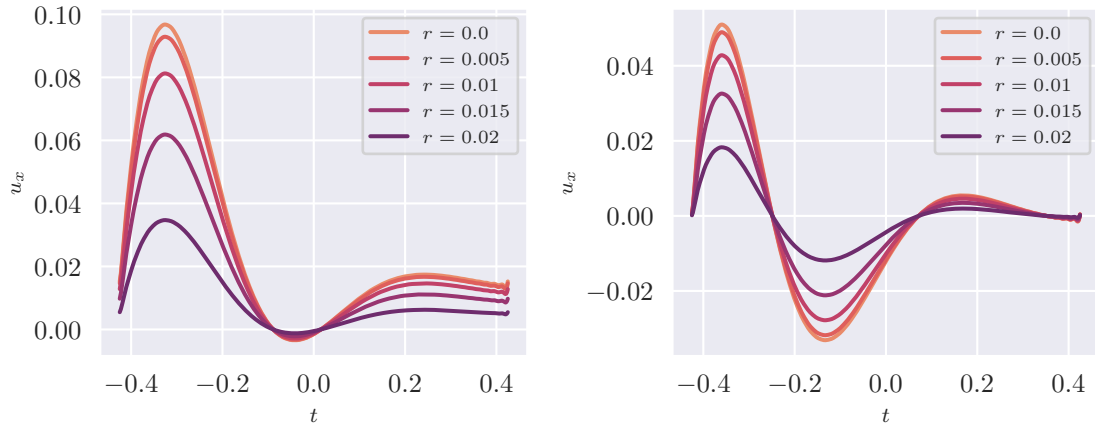 0.10
0.08
0.06
0.04
0.02
0.00
u_x
−0.4
−0.2
0.0
0.2
0.4
t
r = 0.0
r = 0.005
r = 0.01
r = 0.015
r = 0.02
0.04
0.02
0.00
−0.02
u_x
−0.4
−0.2
0.0
0.2
0.4
t
r = 0.0
r = 0.005
r = 0.01
r = 0.015
r = 0.02